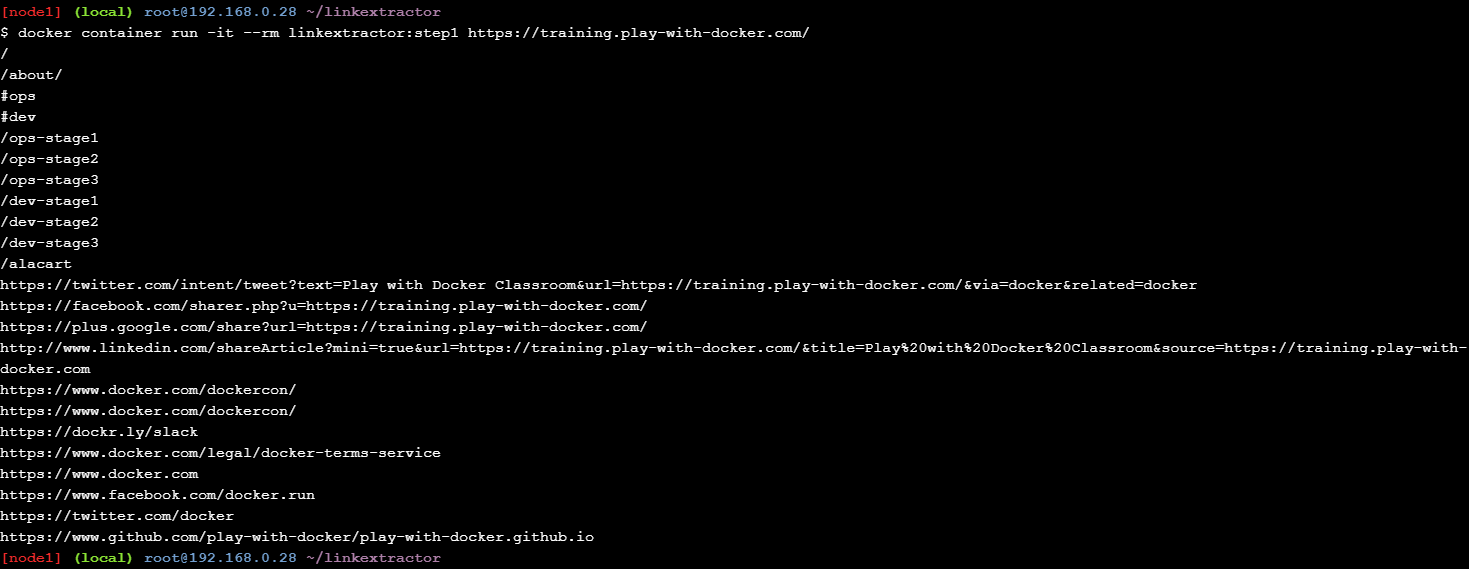 [node1] (local) root@192.168.0.28 ~/linkextractor
$ docker container run -it --rm linkextractor:step1 https://training.play-with-docker.com/
/
/about/
#ops
#dev
/ops-stage1
/ops-stage2
/ops-stage3
/dev-stage1
/dev-stage2
/dev-stage3
/alacart
https://twitter.com/intent/tweet?text=Play with Docker Classroom&url=https://training.play-with-docker.com/&via=docker&related=docker
https://facebook.com/sharer.php?u=https://training.play-with-docker.com/
https://plus.google.com/share?url=https://training.play-with-docker.com/
http://www.linkedin.com/shareArticle?mini=true&url=https://training.play-with-docker.com/&title=Play%20with%20Docker%20Classroom&source=https://training.play-with-
docker.com
https://www.docker.com/dockercon/
https://www.docker.com/dockercon/
https://dockr.ly/slack
https://www.docker.com/legal/docker-terms-service
https://www.docker.com
https://www.facebook.com/docker.run
https://twitter.com/docker
https://www.github.com/play-with-docker/play-with-docker.github.io
[node1] (local) root@192.168.0.28 ~/linkextractor